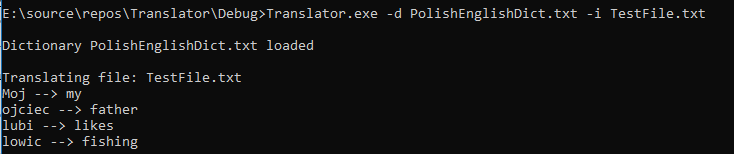 E:\source\repos\Translator\Debug>Translator.exe -d PolishEnglishDict.txt -i TestFile.txt
Dictionary PolishEnglishDict.txt loaded
Translating file: TestFile.txt
Moj --> my
ojciec --> father
lubi --> likes
lowic --> fishing